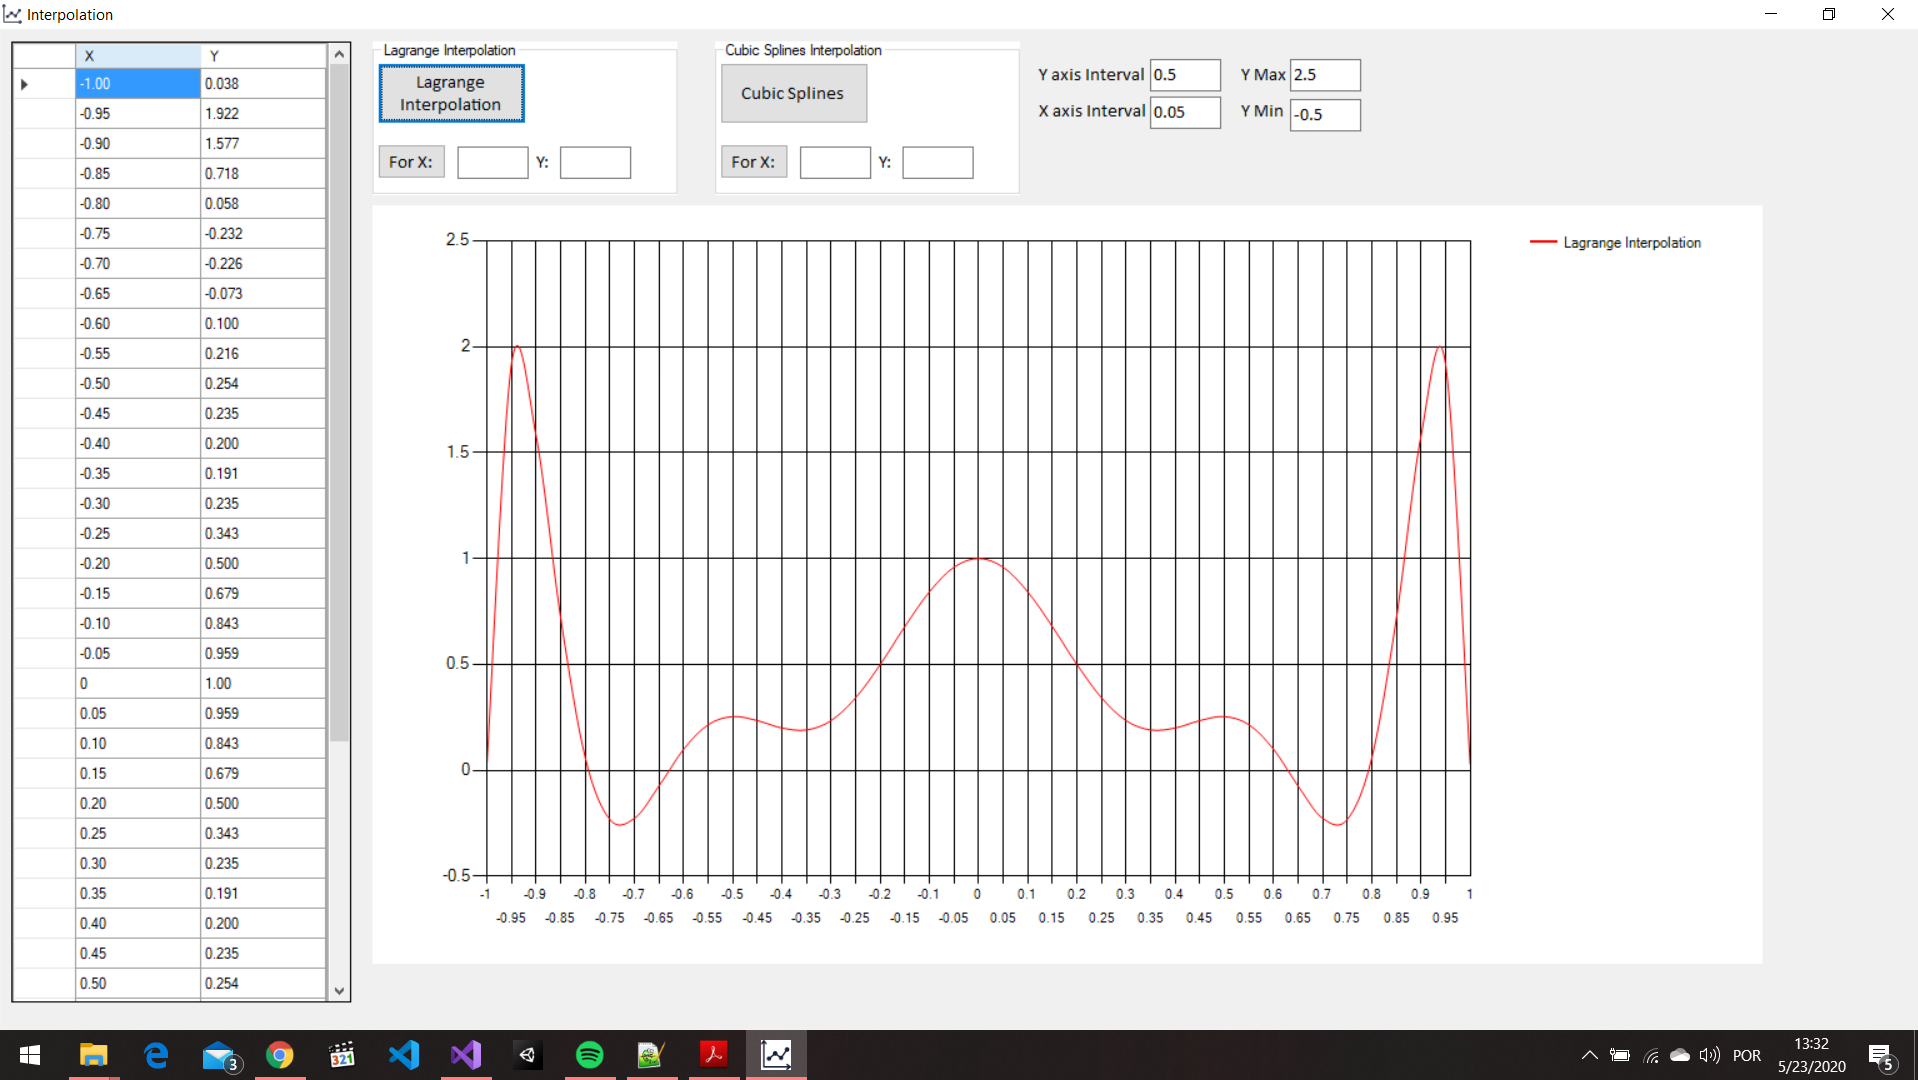 Interpolation
X Y
-1.00 0.038
-0.95 1.922
-0.90 1.577
-0.85 0.718
-0.80 0.058
-0.75 -0.232
-0.70 -0.226
-0.65 -0.073
-0.60 0.100
-0.55 0.216
-0.50 0.254
-0.45 0.235
-0.40 0.200
-0.35 0.191
-0.30 0.235
-0.25 0.343
-0.20 0.500
-0.15 0.679
-0.10 0.843
-0.05 0.959
0 1.00
0.05 0.959
0.10 0.843
0.15 0.679
0.20 0.500
0.25 0.343
0.30 0.235
0.35 0.191
0.40 0.200
0.45 0.235
0.50 0.254
Lagrange Interpolation
Lagrange
Interpolation
For X: Y:
Cubic Splines Interpolation
Cubic Splines
For X: Y:
Y axis Interval 0.5 Y Max 2.5
X axis Interval 0.05 Y Min -0.5
Lagrange Interpolation
2.5
2
1.5
1
0.5
0
-0.5
-1 -0.9 -0.8 -0.7 -0.6 -0.5 -0.4 -0.3 -0.2 -0.1 0 0.1 0.2 0.3 0.4 0.5 0.6 0.7 0.8 0.9 1
-0.95 -0.85 -0.75 -0.65 -0.55 -0.45 -0.35 -0.25 -0.15 -0.05 0.05 0.15 0.25 0.35 0.45 0.55 0.65 0.75 0.85 0.95
3
321
POR
13:32
5/23/2020
5